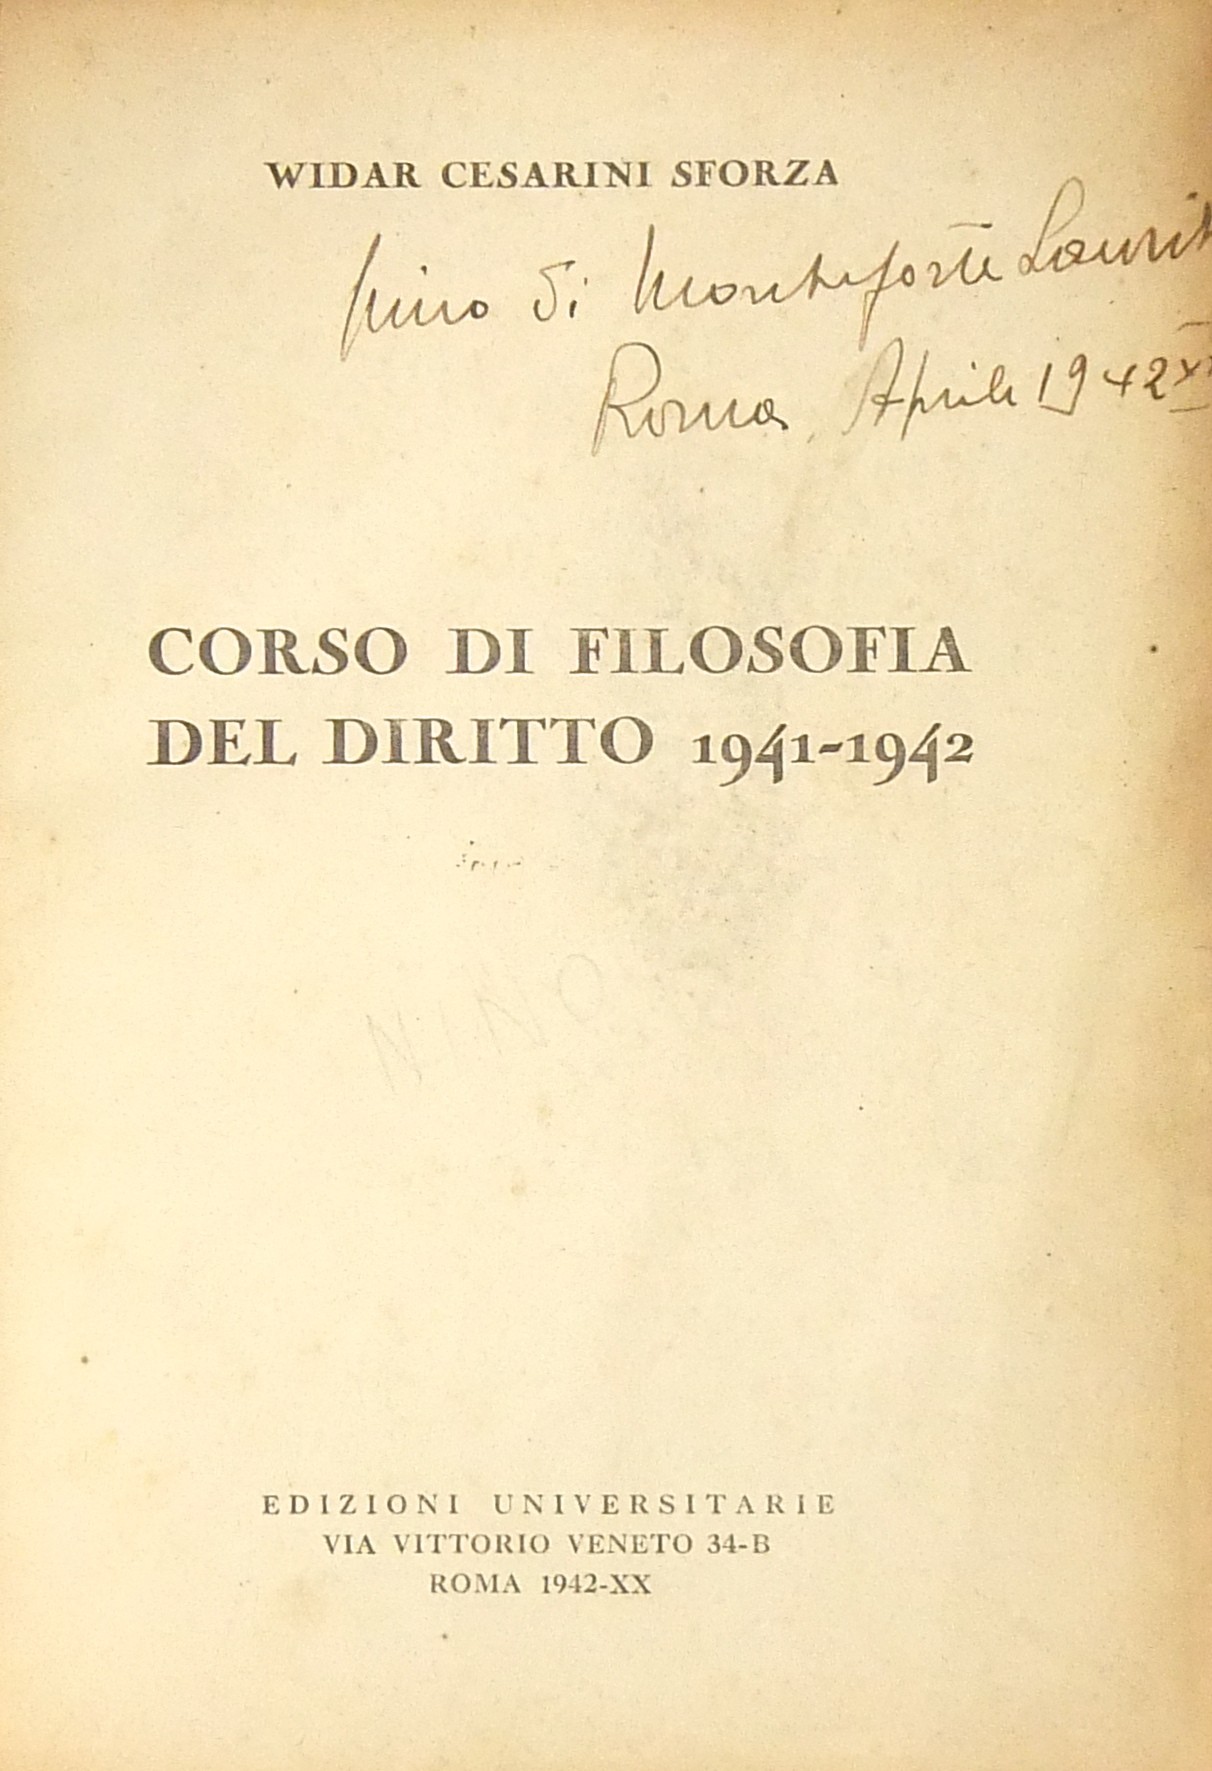 WIDAR CESARINI SFORZA
Nino di Monteforte
Roma, Aprile 1942
CORSO DI FILOSOFIA
DEL DIRITTO 1941-1942
NINO
EDIZIONI UNIVERSITARIE
VIA VITTORIO VENETO 34-B
ROMA 1942-XX